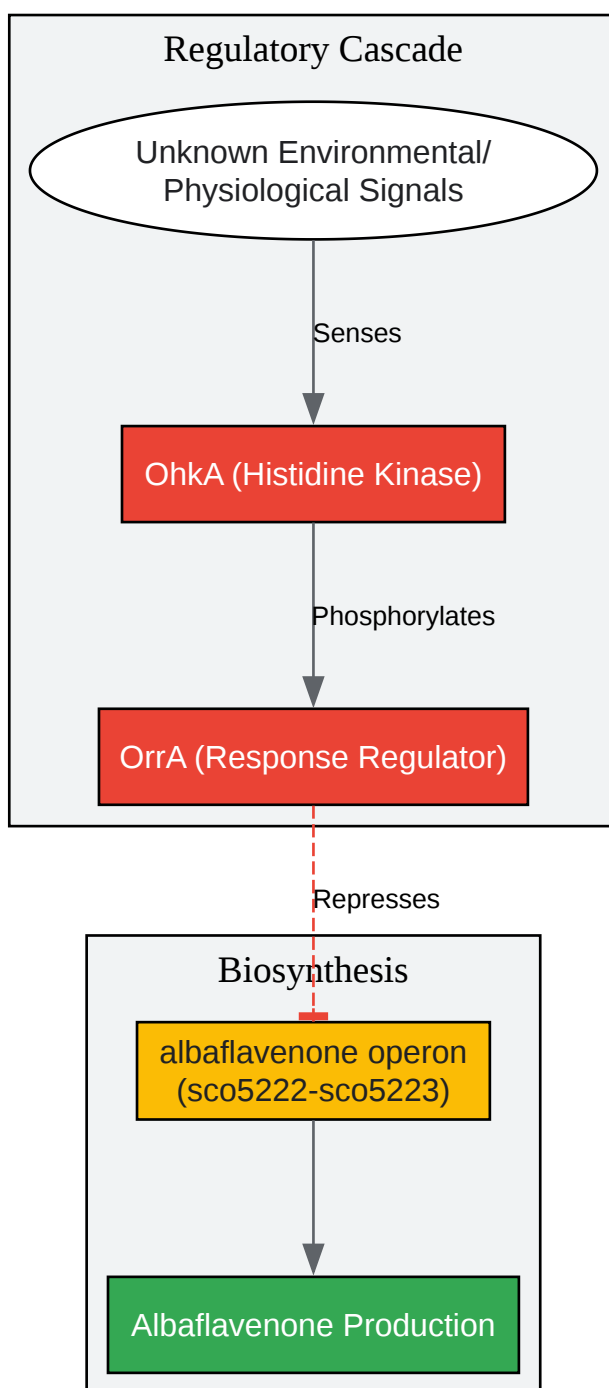 Regulatory Cascade
Unknown Environmental/
Physiological Signals
Senses
OhkA (Histidine Kinase)
Phosphorylates
OrrA (Response Regulator)
Represses
Biosynthesis
albaflavenone operon
(sco5222-sco5223)
Albaflavenone Production